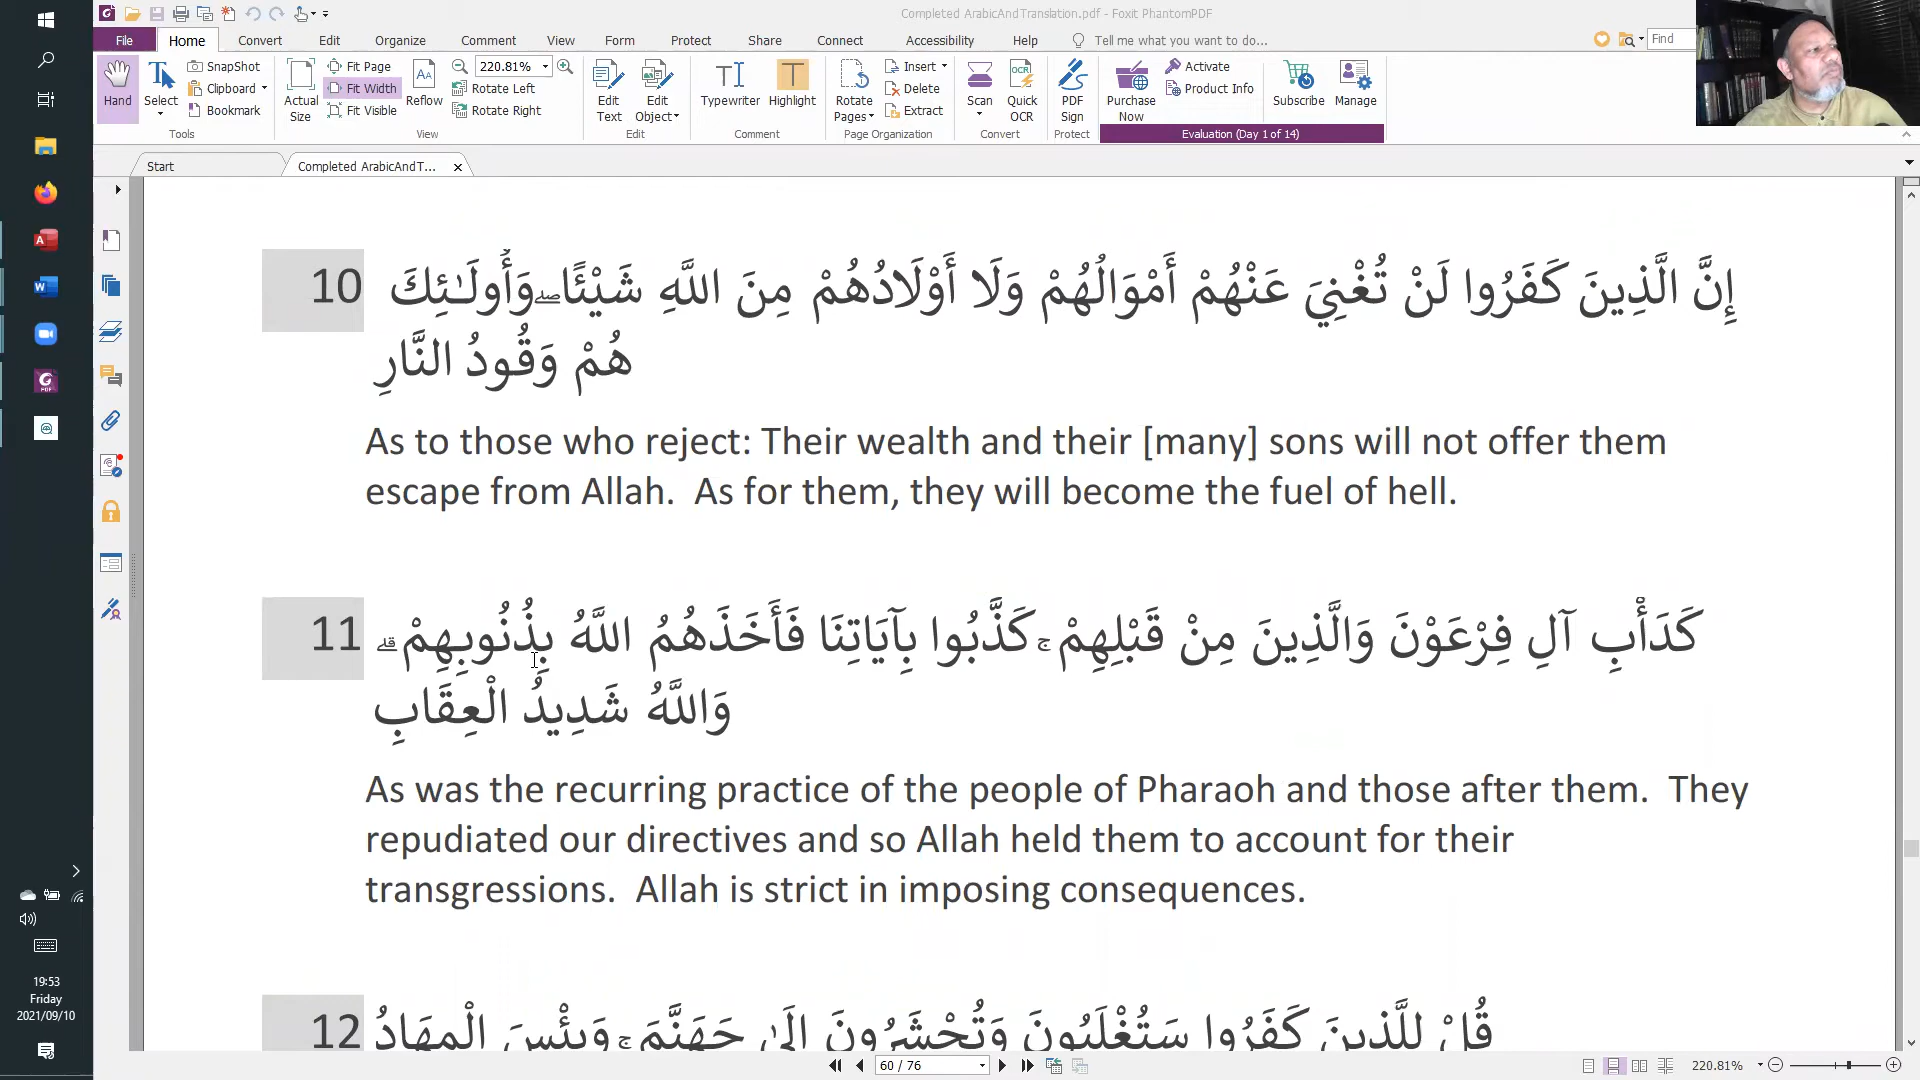 Completed ArabicAndTranslation.pdf - Foxit PhantomPDF
File Home Convert Edit Organize Comment View Form Protect Share Connect Accessibility Help Tell me what you want to do... Find
Hand
Select
SnapShot
Clipboard
Bookmark
Tools
Actual Size
Fit Page
Fit Width
Fit Visible
Reflow
220.81%
Rotate Left
Rotate Right
View
Edit Text
Edit Object
Edit
Typewriter
Highlight
Comment
Rotate Pages
Insert
Delete
Extract
Page Organization
Scan
Quick OCR
Convert
PDF Sign
Protect
Purchase Now
Activate
Product Info
Subscribe
Manage
Evaluation (Day 1 of 14)
Start
Completed ArabicAndT...
10 إِنَّ الَّذِينَ كَفَرُوا لَنْ تُغْنِيَ عَنْهُمْ أَمْوَالُهُمْ وَلَا أَوْلَادُهُمْ مِنَ اللَّهِ شَيْئًا ۖ وَأُولَـٰئِكَ
هُمْ وَقُودُ النَّارِ
As to those who reject: Their wealth and their [many] sons will not offer them
escape from Allah. As for them, they will become the fuel of hell.
11 كَدَأْبِ آلِ فِرْعَوْنَ وَالَّذِينَ مِنْ قَبْلِهِمْ ۚ كَذَّبُوا بِآيَاتِنَا فَأَخَذَهُمُ اللَّهُ بِذُنُوبِهِمْ ۗ
وَاللَّهُ شَدِيدُ الْعِقَابِ
As was the recurring practice of the people of Pharaoh and those after them. They
repudiated our directives and so Allah held them to account for their
transgressions. Allah is strict in imposing consequences.
12 قُلْ لِلَّذِينَ كَفَرُوا سَتُغْلَبُونَ وَتُحْشَرُونَ إِلَىٰ جَهَنَّمَ ۚ وَبِئْسَ الْمِهَادُ
19:53
Friday
2021/09/10
60 / 76
220.81%